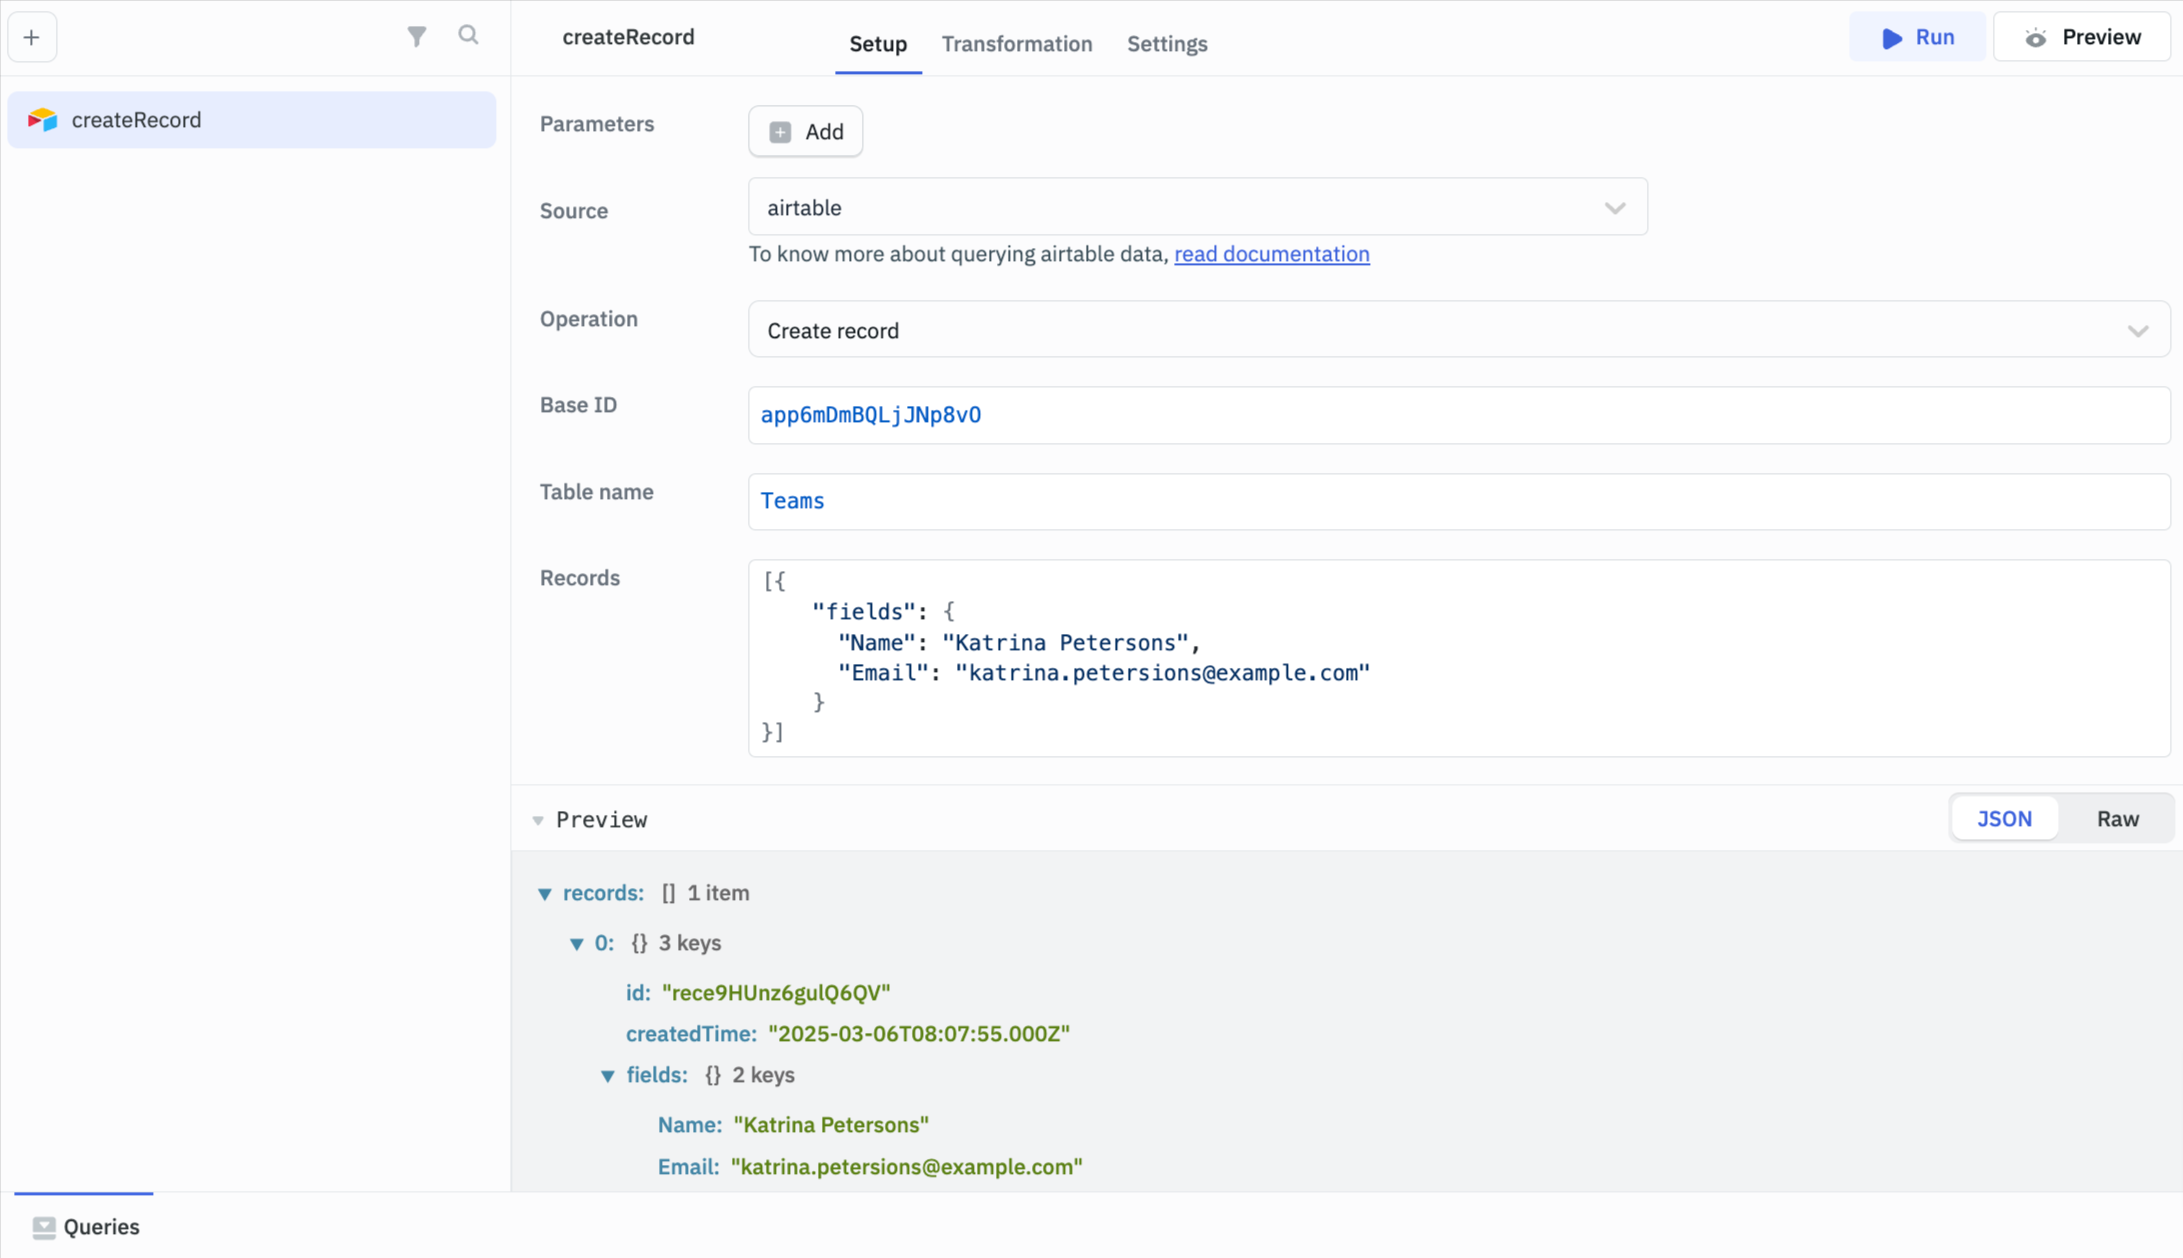 createRecord
createRecord
Setup
Transformation
Settings
Run
Preview
Parameters
Add
Source
airtable
To know more about querying airtable data, read documentation
Operation
Create record
Base ID
app6mDmBQLjJNp8vO
Table name
Teams
Records
[{
"fields": {
"Name": "Katrina Petersons",
"Email": "katrina.petersions@example.com"
}
}]
Preview
JSON
Raw
records: [] 1 item
0: {} 3 keys
id: "rece9HUnz6gulQ6QV"
createdTime: "2025-03-06T08:07:55.000Z"
fields: {} 2 keys
Name: "Katrina Petersons"
Email: "katrina.petersions@example.com"
Queries